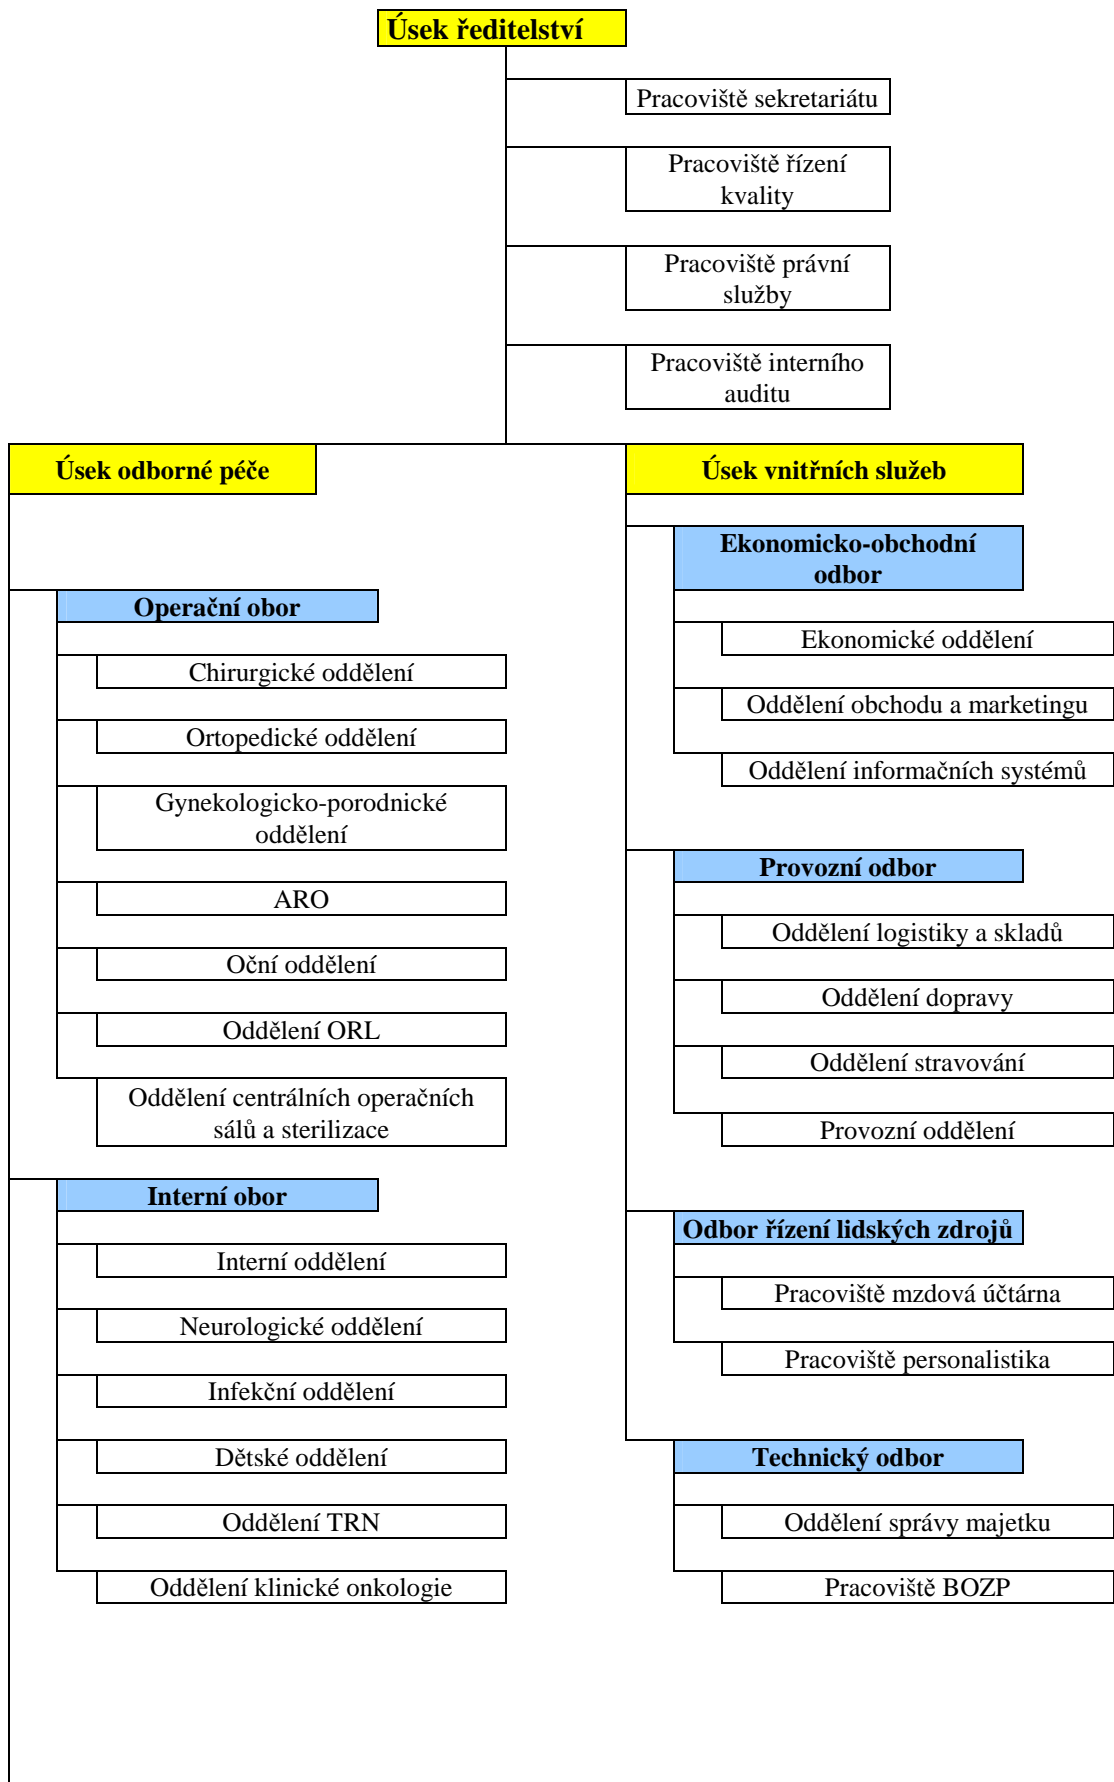 Úsek ředitelství
Pracoviště sekretariátu
Pracoviště řízení
kvality
Pracoviště právní
služby
Pracoviště interního
auditu
Úsek odborné péče
Operační obor
Chirurgické oddělení
Ortopedické oddělení
Gynekologicko-porodnické
oddělení
ARO
Oční oddělení
Oddělení ORL
Oddělení centrálních operačních
sálů a sterilizace
Interní obor
Interní oddělení
Neurologické oddělení
Infekční oddělení
Dětské oddělení
Oddělení TRN
Oddělení klinické onkologie
Úsek vnitřních služeb
Ekonomicko-obchodní
odbor
Ekonomické oddělení
Oddělení obchodu a marketingu
Oddělení informačních systémů
Provozní odbor
Oddělení logistiky a skladů
Oddělení dopravy
Oddělení stravování
Provozní oddělení
Odbor řízení lidských zdrojů
Pracoviště mzdová účtárna
Pracoviště personalistika
Technický odbor
Oddělení správy majetku
Pracoviště BOZP